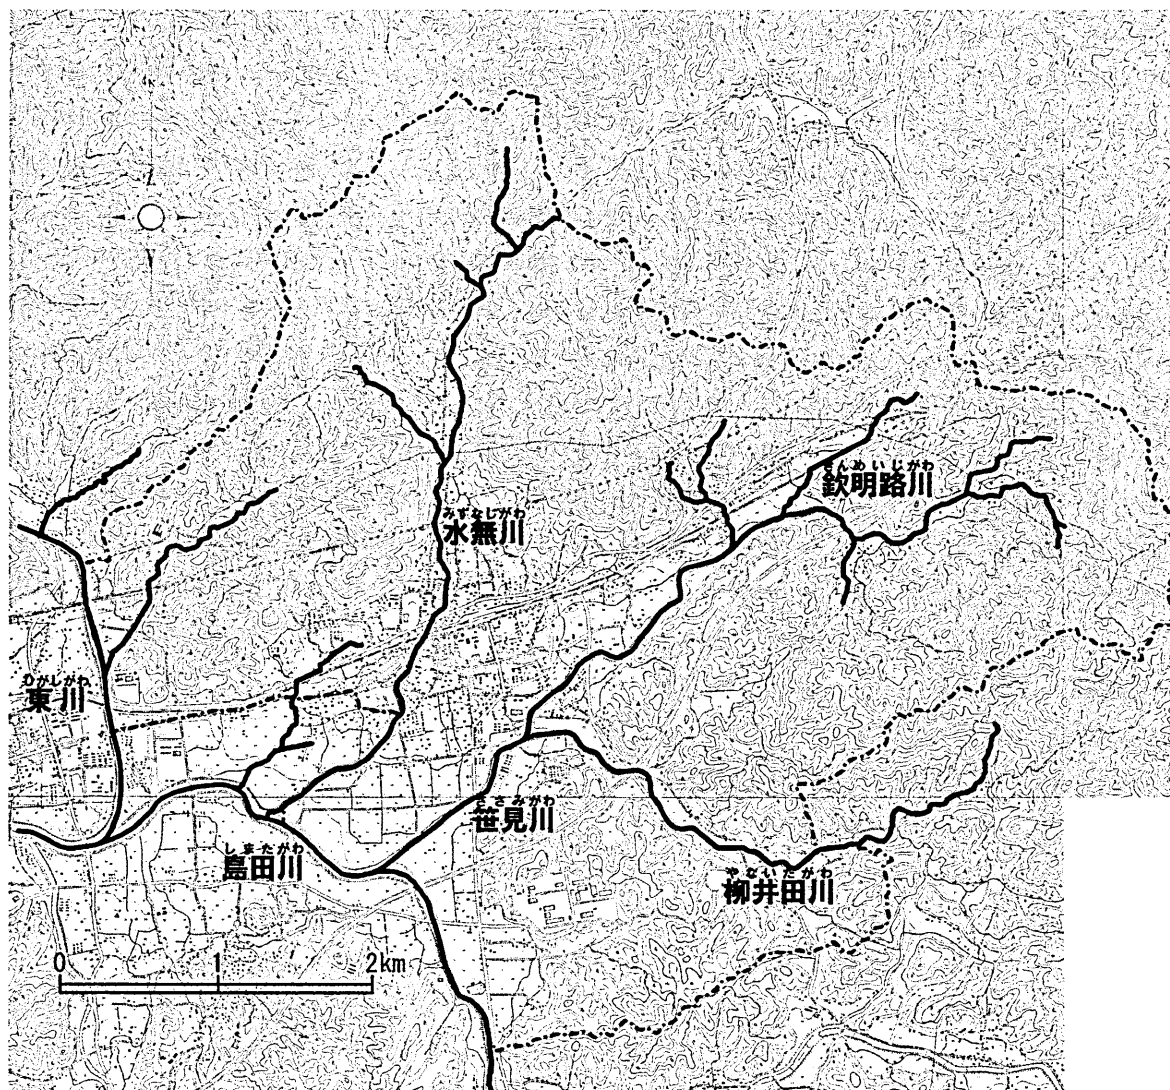 きんめいじがわ
欽明路川
みずなしがわ
水無川
ひがしがわ
東川
ささみがわ
笹見川
しまたがわ
島田川
やないたがわ
柳井田川
0 1 2km